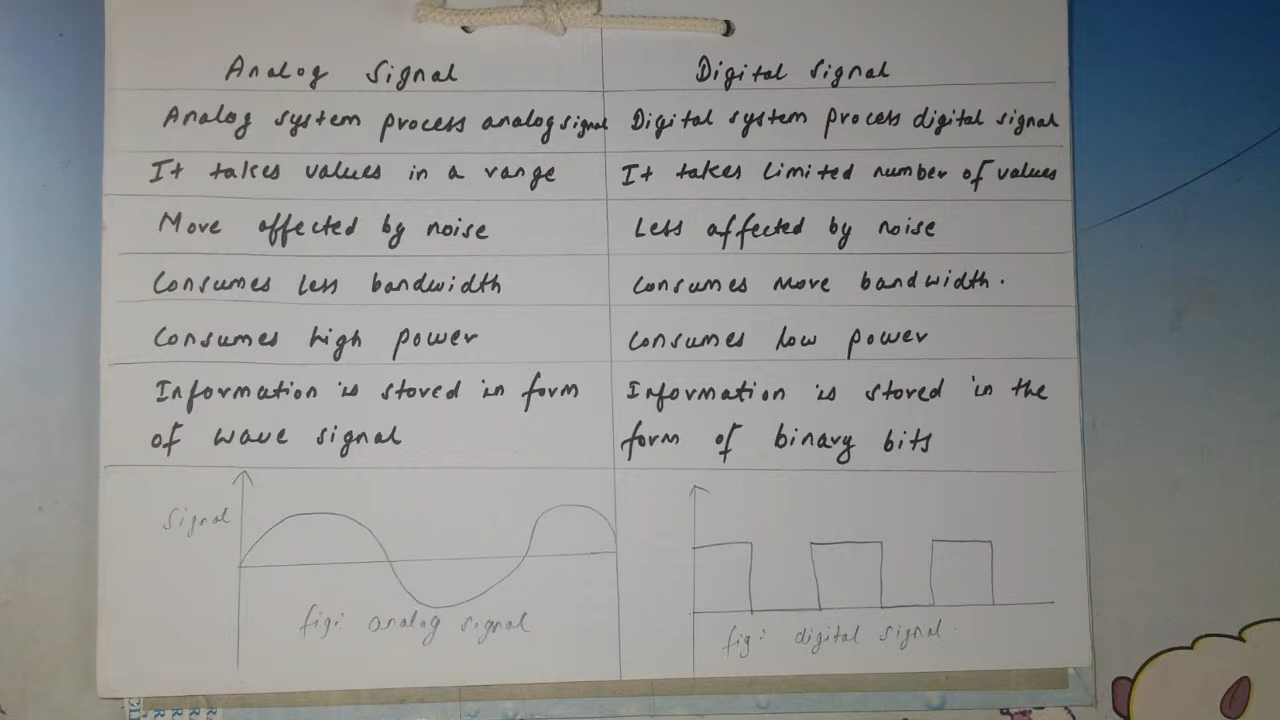 Analog Signal
Digital Signal
Analog system process analog signal
Digital system process digital signal
It takes values in a range
It takes limited number of values
More affected by noise
Less affected by noise
Consumes less bandwidth
Consumes more bandwidth.
Consumes high power
Consumes low power
Information is stored in form
of wave signal
Information is stored in the
form of binary bits
Signal
fig: analog signal
fig: digital signal.